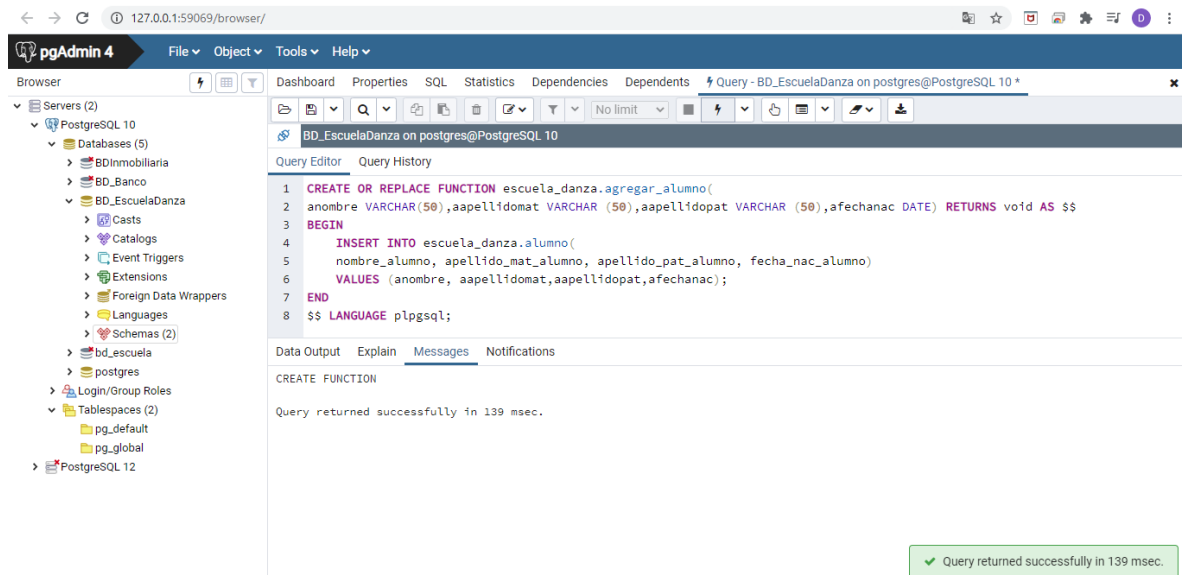 127.0.0.1:59069/browser/
D
pgAdmin 4 File Object Tools Help
Browser
Dashboard Properties SQL Statistics Dependencies Dependents Query - BD_EscuelaDanza on postgres@PostgreSQL 10 *
No limit
BD_EscuelaDanza on postgres@PostgreSQL 10
Servers (2)
PostgreSQL 10
Databases (5)
BDInmobiliaria
BD_Banco
BD_EscuelaDanza
Casts
Catalogs
Event Triggers
Extensions
Foreign Data Wrappers
Languages
Schemas (2)
bd_escuela
postgres
Login/Group Roles
Tablespaces (2)
pg_default
pg_global
PostgreSQL 12
Query Editor Query History
1 CREATE OR REPLACE FUNCTION escuela_danza.agregar_alumno(
2 anombre VARCHAR(50),aapellidomat VARCHAR (50),aapellidopat VARCHAR (50),afechanac DATE) RETURNS void AS $$
3 BEGIN
4 INSERT INTO escuela_danza.alumno(
5 nombre_alumno, apellido_mat_alumno, apellido_pat_alumno, fecha_nac_alumno)
6 VALUES (anombre, aapellidomat,aapellidopat,afechanac);
7 END
8 $$ LANGUAGE plpgsql;
Data Output Explain Messages Notifications
CREATE FUNCTION
Query returned successfully in 139 msec.
Query returned successfully in 139 msec.